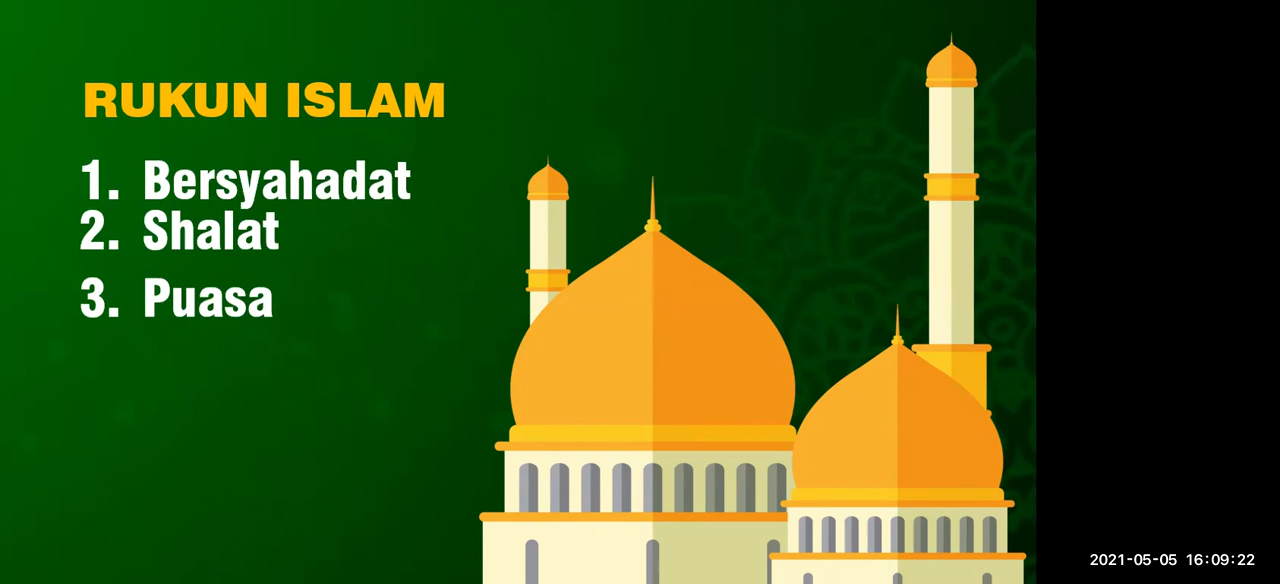 RUKUN ISLAM
1. Bersyahadat
2. Shalat
3. Puasa
2021-05-05 16:09:22